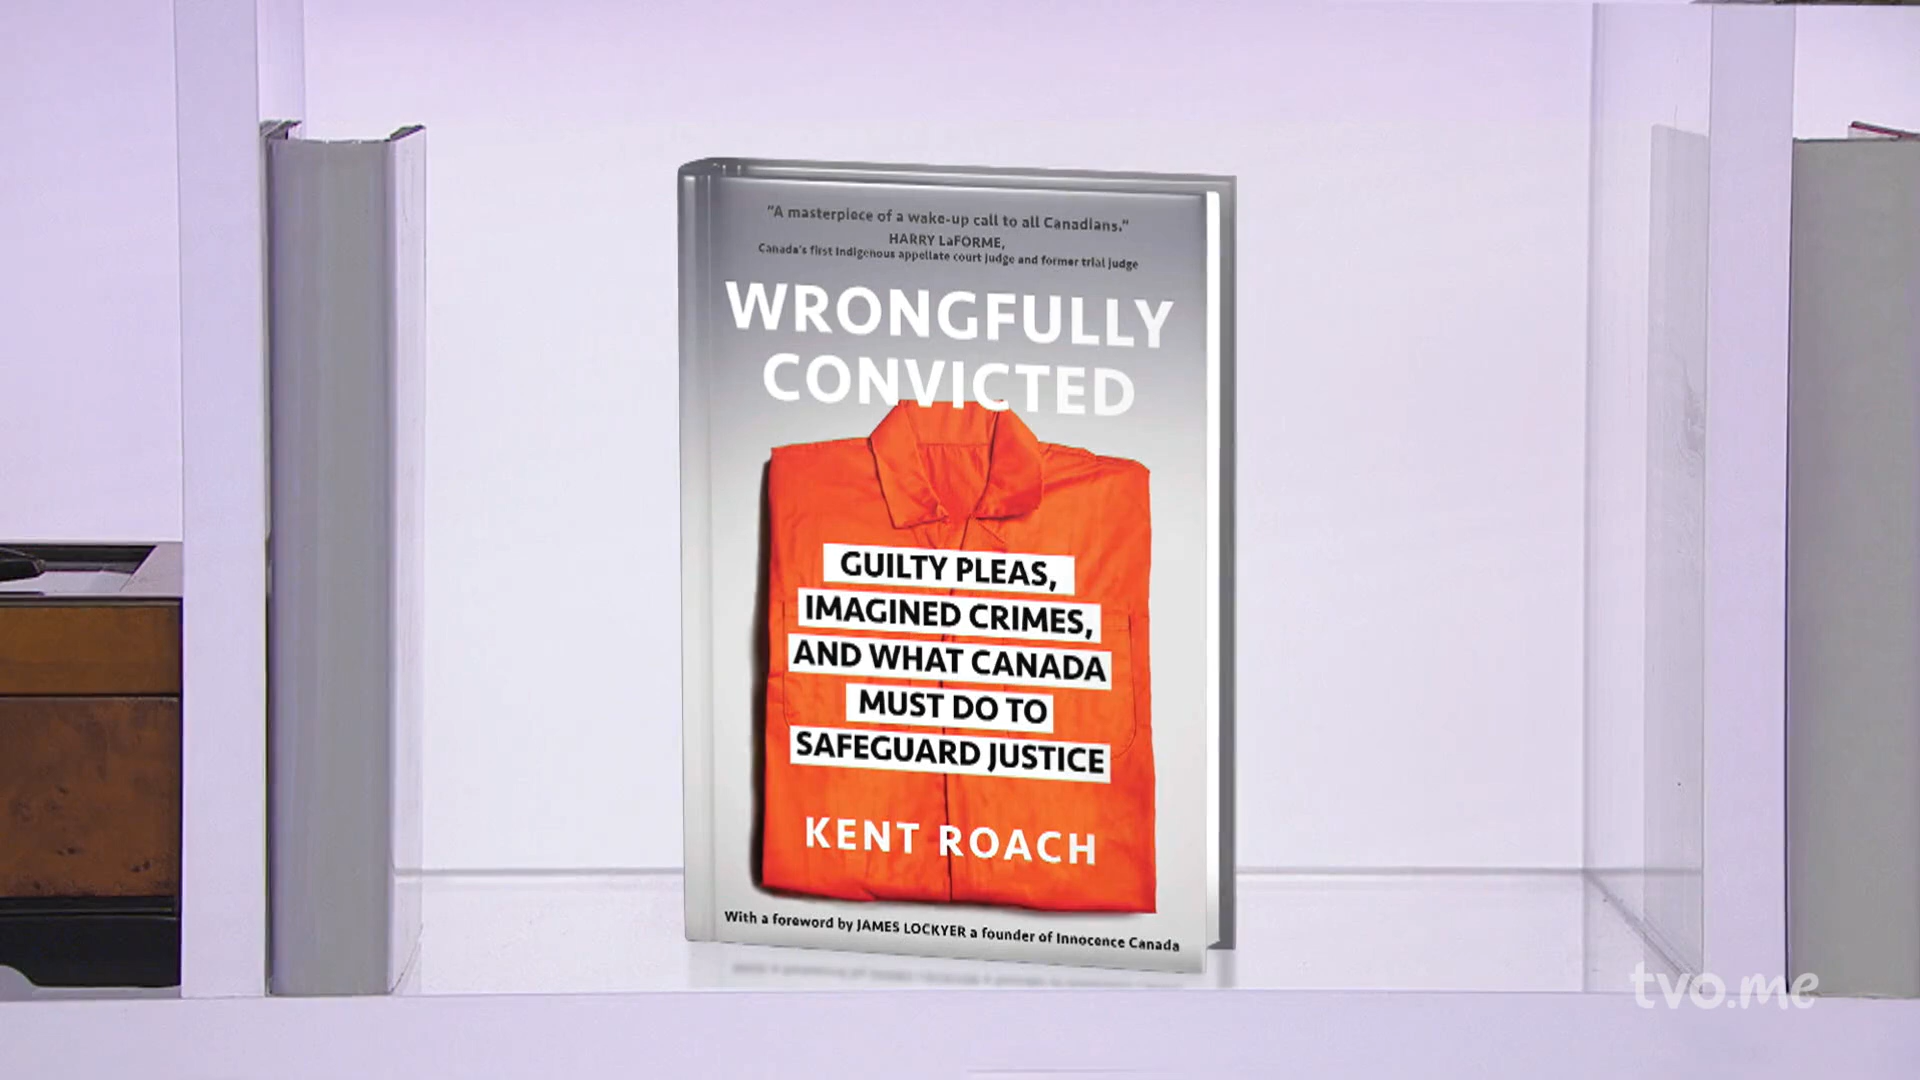 "A masterpiece of a wake-up call to all Canadians."
HARRY LaFORME,
Canada's first Indigenous appellate court judge and former trial judge
WRONGFULLY
CONVICTED
GUILTY PLEAS,
IMAGINED CRIMES,
AND WHAT CANADA
MUST DO TO
SAFEGUARD JUSTICE
KENT ROACH
With a foreword by JAMES LOCKYER a founder of Innocence Canada
tvo.me